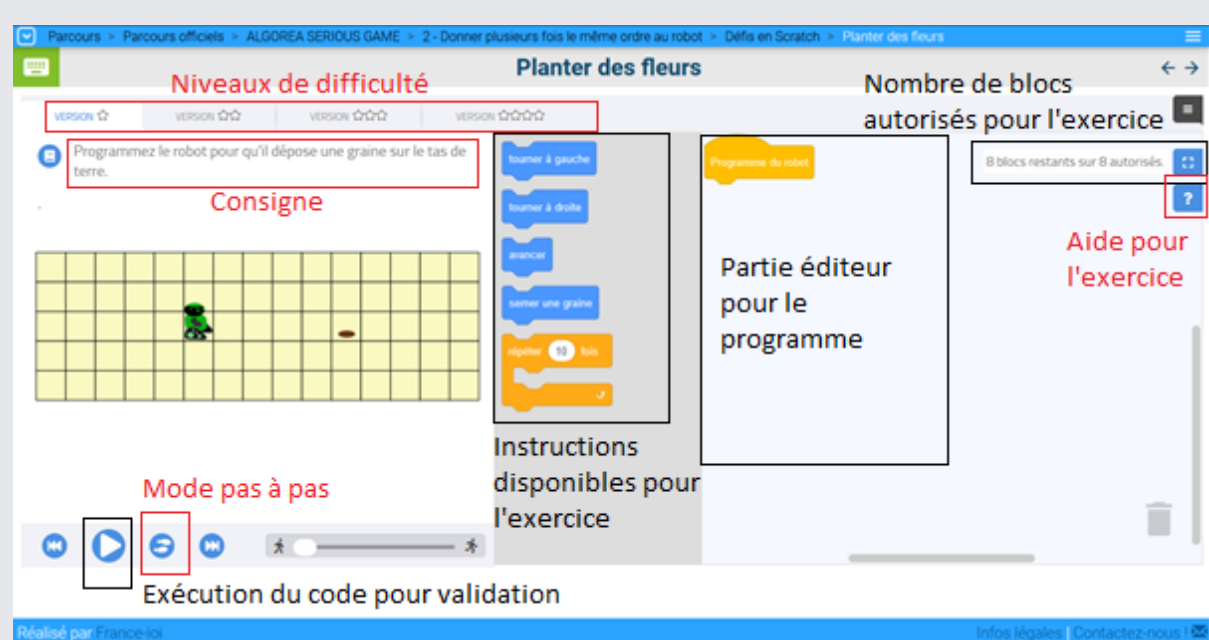 Parcours > Parcours officiels > ALGOREA SERIOUS GAME > 2 - Donner plusieurs fois le même ordre au robot > Défis en Scratch > Planter des fleurs
Planter des fleurs
Niveaux de difficulté
Nombre de blocs
autorisés pour l'exercice
VERSION
VERSION
VERSION
VERSION
Programmez le robot pour qu'il dépose une graine sur le tas de
terre.
Consigne
tourner à gauche
tourner à droite
avancer
semer une graine
répéter 10 fois
Programme du robot
8 blocs restants sur 8 autorisés.
?
Aide pour
l'exercice
Partie éditeur
pour le
programme
Instructions
disponibles pour
l'exercice
Mode pas à pas
Exécution du code pour validation
Réalisé par France-ioi
Infos légales | Contactez-nous |